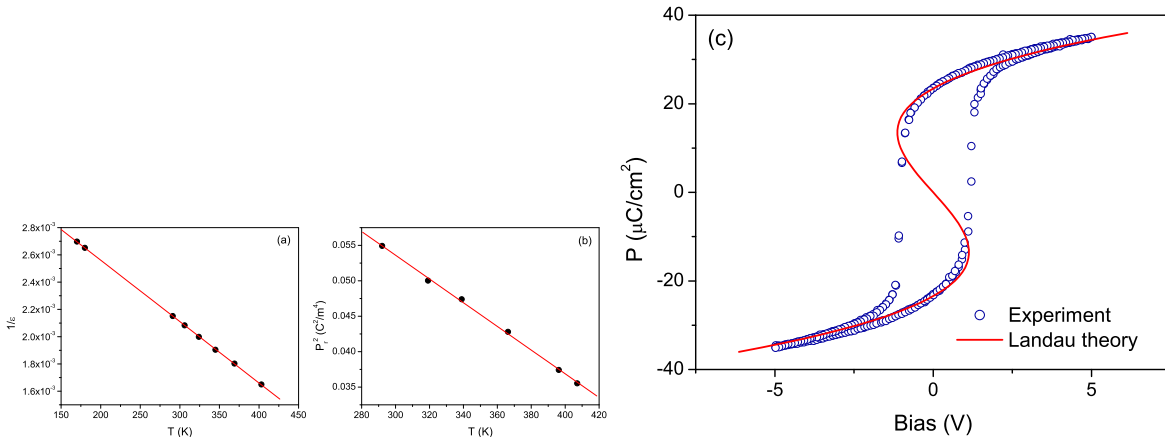 (a)
2.8x10⁻³
2.6x10⁻³
2.4x10⁻³
2.2x10⁻³
2.0x10⁻³
1.8x10⁻³
1.6x10⁻³
1/ε
150 200 250 300 350 400 450
T (K)
(b)
0.055
0.050
0.045
0.040
0.035
Pᵣ² (C²/m⁴)
280 300 320 340 360 380 400 420
T (K)
(c)
40
20
0
-20
-40
P (μC/cm²)
Experiment
Landau theory
-5 0 5
Bias (V)